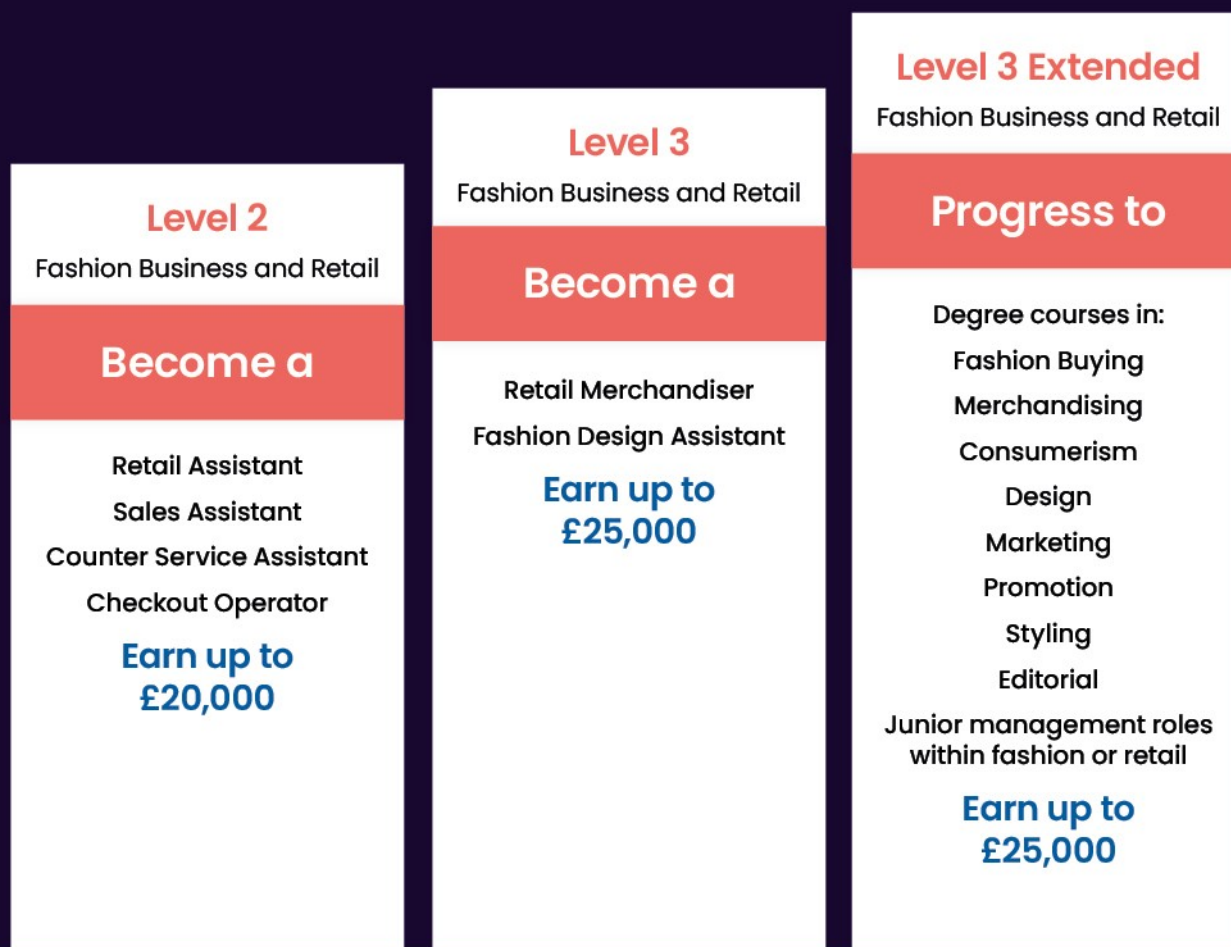 Level 2
Fashion Business and Retail
Become a
Retail Assistant
Sales Assistant
Counter Service Assistant
Checkout Operator
Earn up to
£20,000
Level 3
Fashion Business and Retail
Become a
Retail Merchandiser
Fashion Design Assistant
Earn up to
£25,000
Level 3 Extended
Fashion Business and Retail
Progress to
Degree courses in:
Fashion Buying
Merchandising
Consumerism
Design
Marketing
Promotion
Styling
Editorial
Junior management roles
within fashion or retail
Earn up to
£25,000